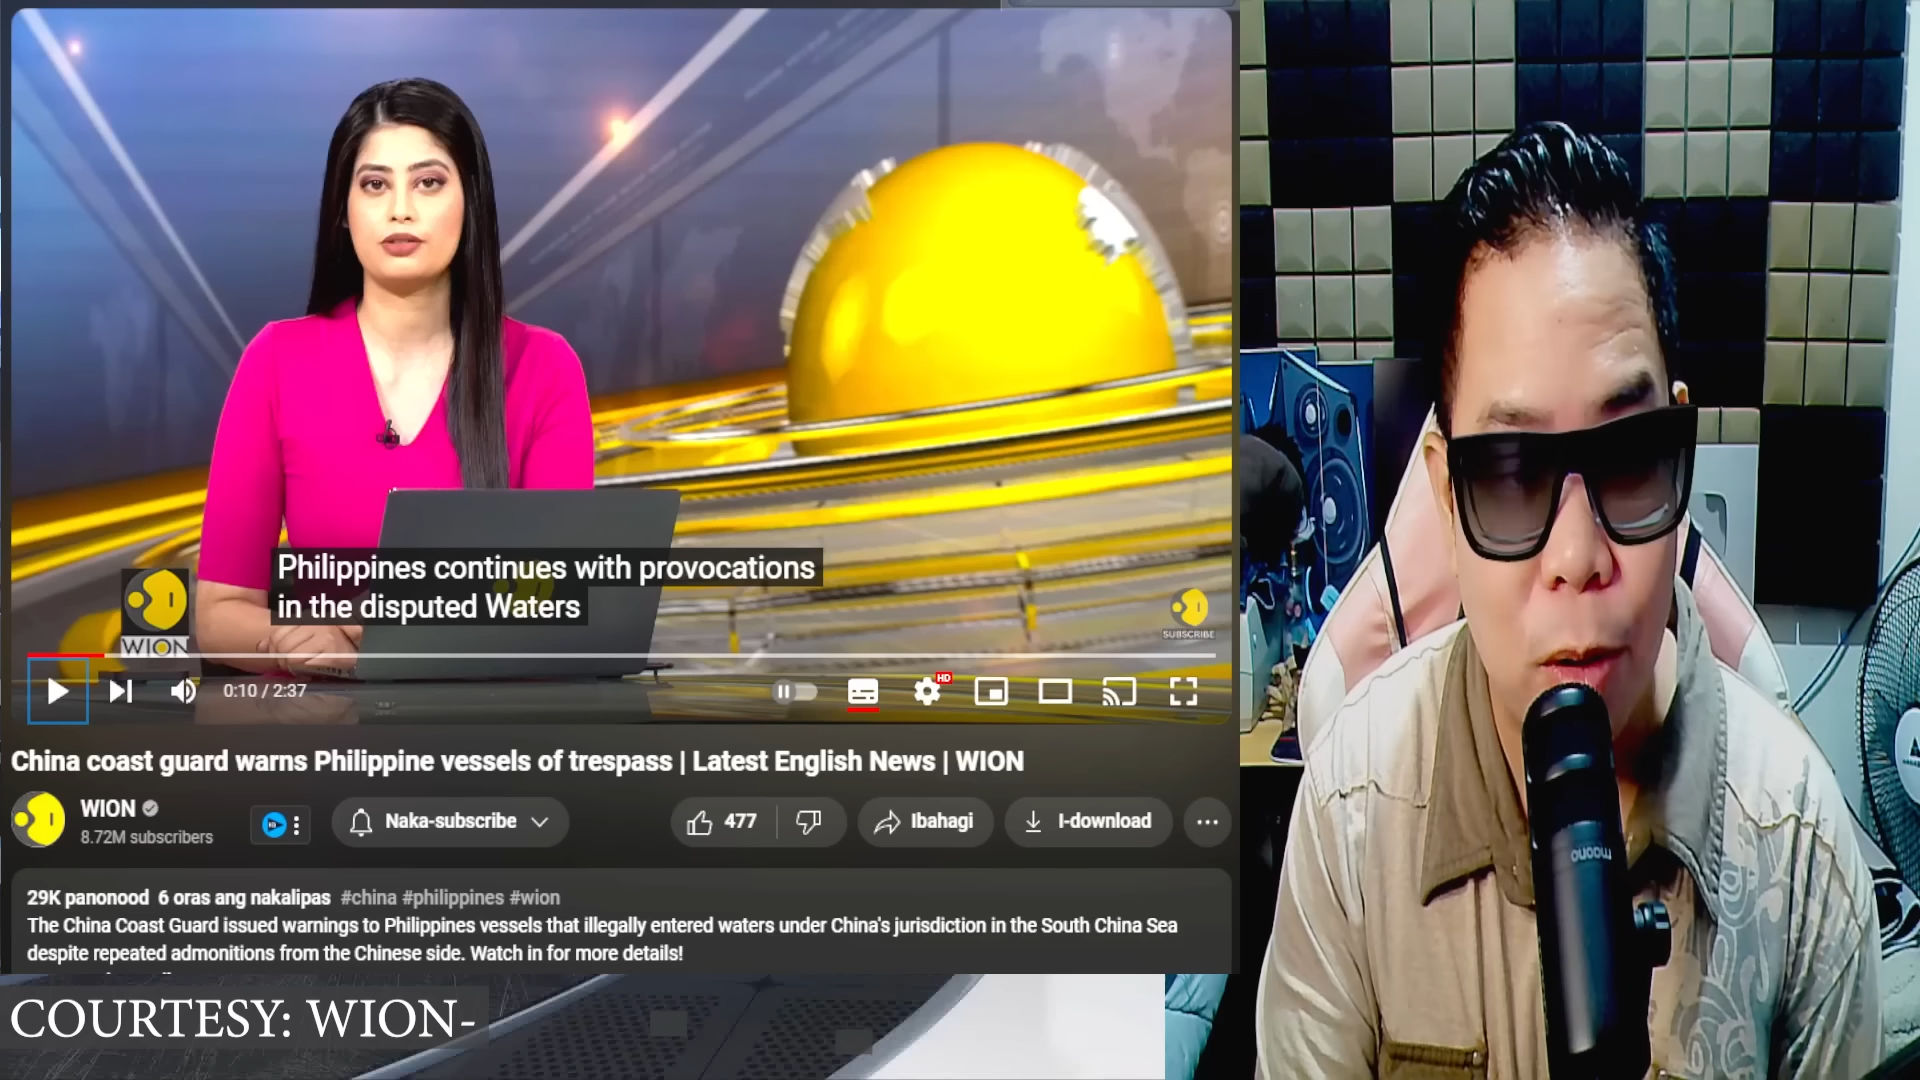 Philippines continues with provocations
in the disputed Waters
WION
SUBSCRIBE
0:10 / 2:37
HD
China coast guard warns Philippine vessels of trespass | Latest English News | WION
WION
8.72M subscribers
Naka-subscribe
477
Ibahagi
I-download
29K panonood 6 oras ang nakalipas #china #philippines #wion
The China Coast Guard issued warnings to Philippines vessels that illegally entered waters under China's jurisdiction in the South China Sea
despite repeated admonitions from the Chinese side. Watch in for more details!
COURTESY: WION-
maono